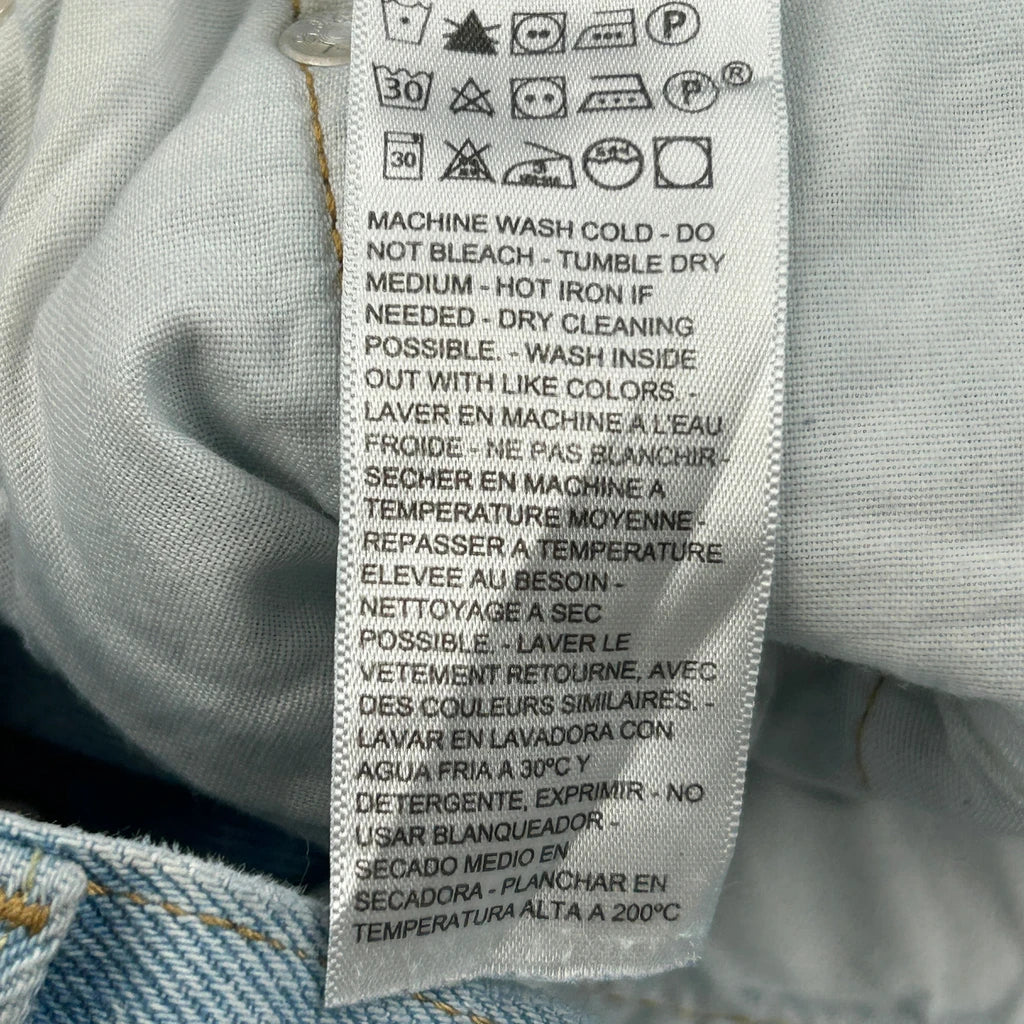 P
30 P ®
30
MACHINE WASH COLD - DO
NOT BLEACH - TUMBLE DRY
MEDIUM - HOT IRON IF
NEEDED - DRY CLEANING
POSSIBLE. - WASH INSIDE
OUT WITH LIKE COLORS. -
LAVER EN MACHINE A L'EAU
FROIDE - NE PAS BLANCHIR -
SECHER EN MACHINE A
TEMPERATURE MOYENNE -
REPASSER A TEMPERATURE
ELEVEE AU BESOIN -
NETTOYAGE A SEC
POSSIBLE. - LAVER LE
VETEMENT RETOURNE, AVEC
DES COULEURS SIMILAIRES. -
LAVAR EN LAVADORA CON
AGUA FRIA A 30ºC Y
DETERGENTE, EXPRIMIR - NO
USAR BLANQUEADOR -
SECADO MEDIO EN
SECADORA - PLANCHAR EN
TEMPERATURA ALTA A 200ºC